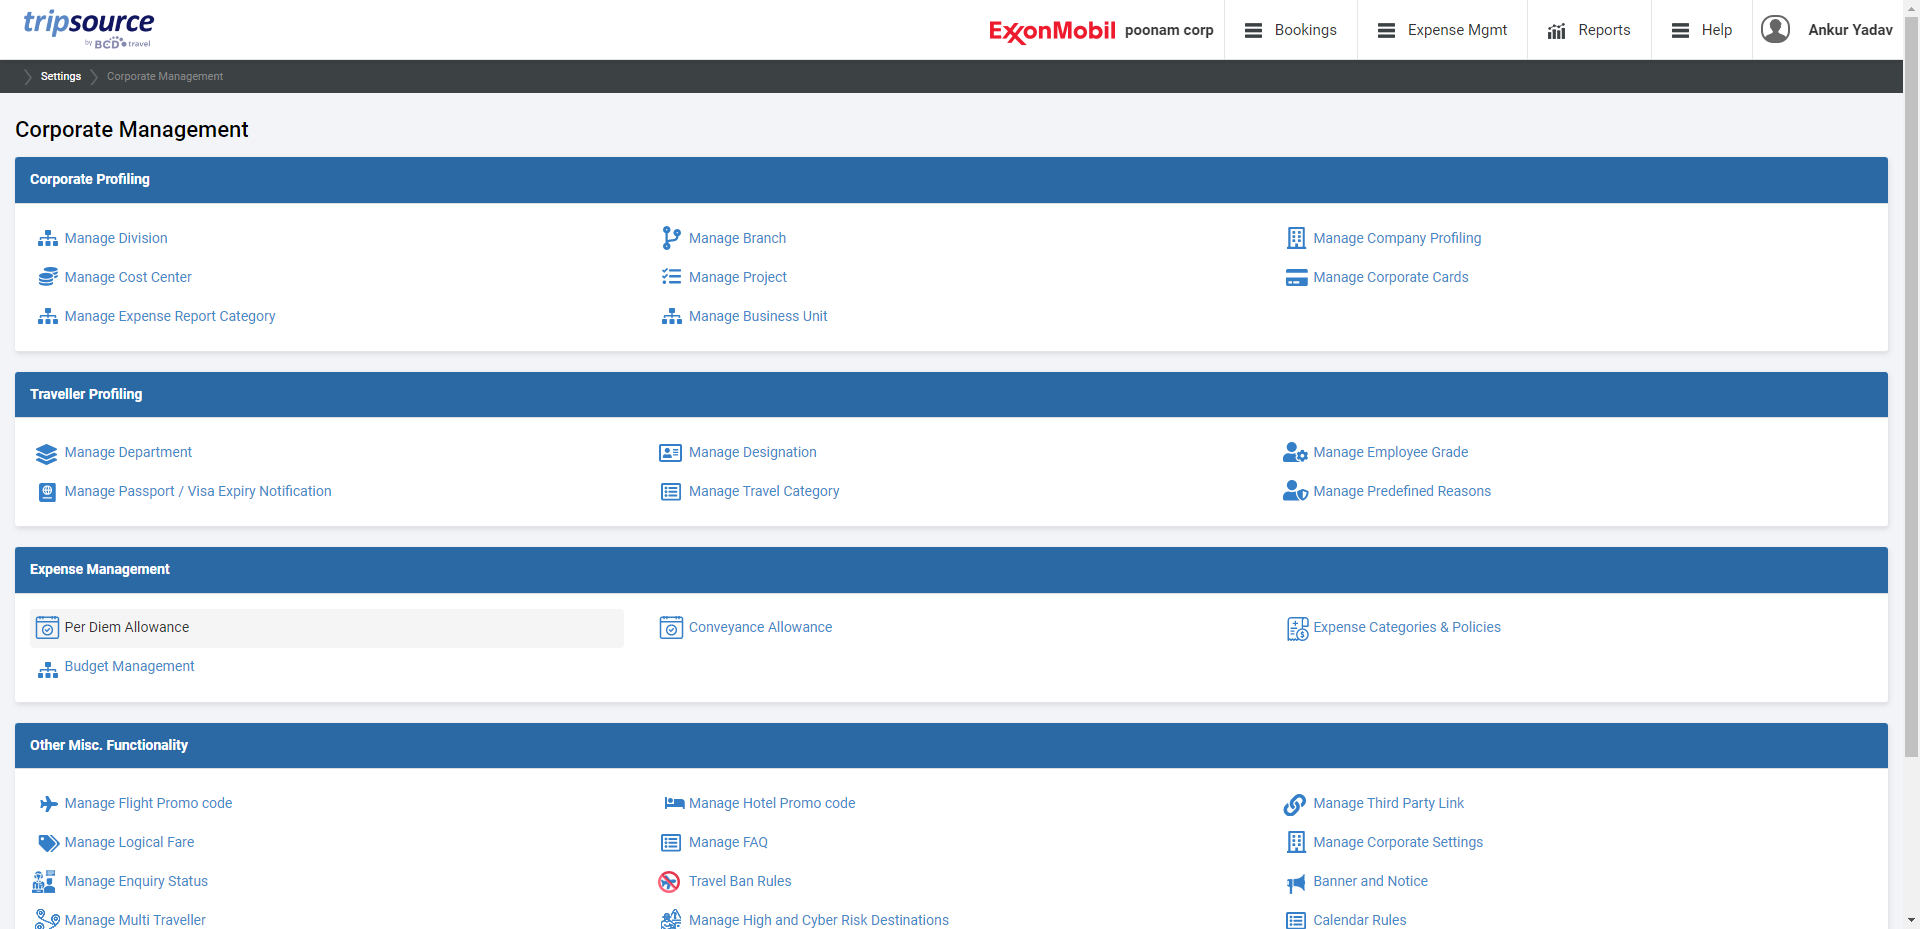 tripsource
by BCD travel
ExxonMobil poonam corp Bookings Expense Mgmt Reports Help Ankur Yadav
Settings Corporate Management
Corporate Management
Corporate Profiling
Manage Division Manage Branch Manage Company Profiling
Manage Cost Center Manage Project Manage Corporate Cards
Manage Expense Report Category Manage Business Unit
Traveller Profiling
Manage Department Manage Designation Manage Employee Grade
Manage Passport / Visa Expiry Notification Manage Travel Category Manage Predefined Reasons
Expense Management
Per Diem Allowance Conveyance Allowance Expense Categories & Policies
Budget Management
Other Misc. Functionality
Manage Flight Promo code Manage Hotel Promo code Manage Third Party Link
Manage Logical Fare Manage FAQ Manage Corporate Settings
Manage Enquiry Status Travel Ban Rules Banner and Notice
Manage Multi Traveller Manage High and Cyber Risk Destinations Calendar Rules